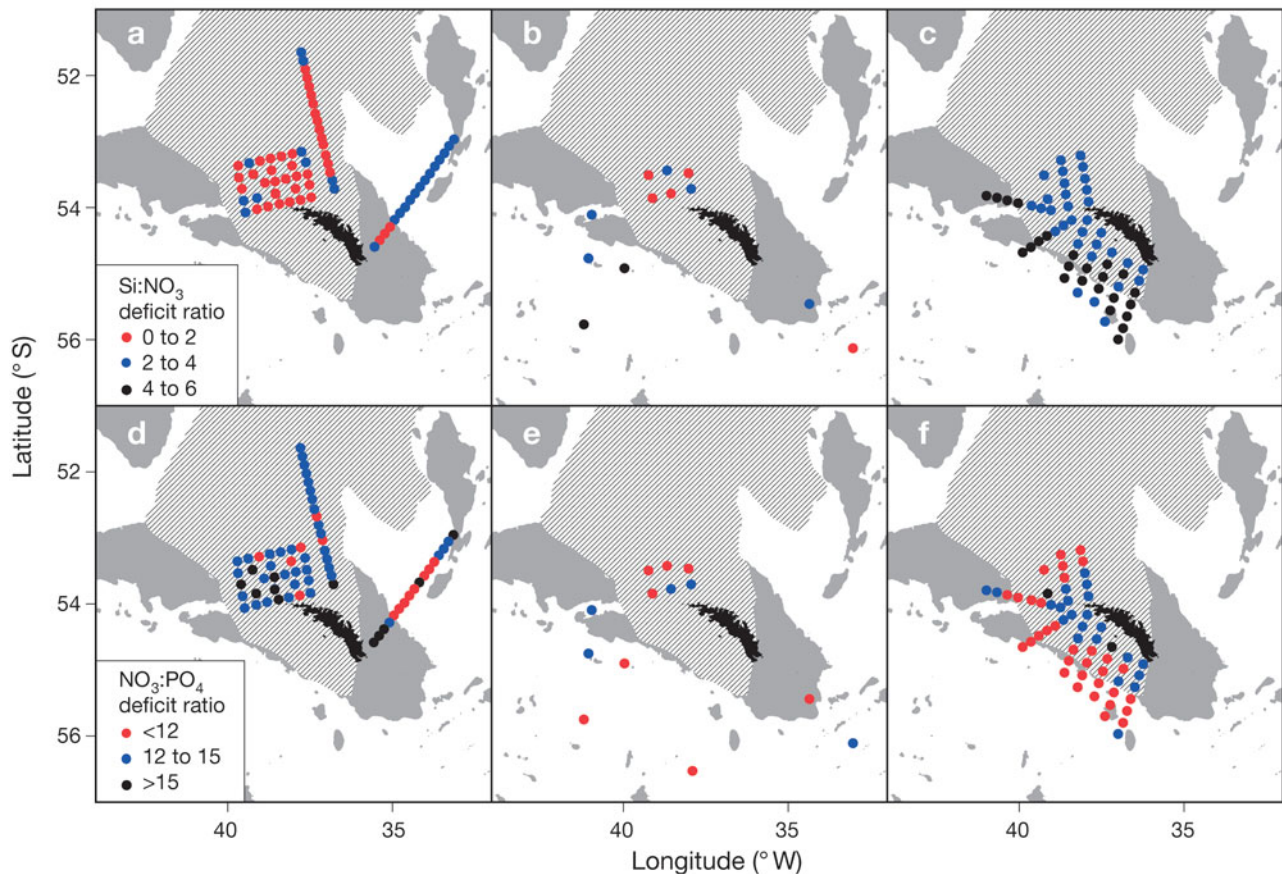 a
b
c
52
54
56
Si:NO₃
deficit ratio
0 to 2
2 to 4
4 to 6
Latitude (° S)
d
e
f
52
54
56
NO₃:PO₄
deficit ratio
<12
12 to 15
>15
40
35
40
35
40
35
Longitude (° W)